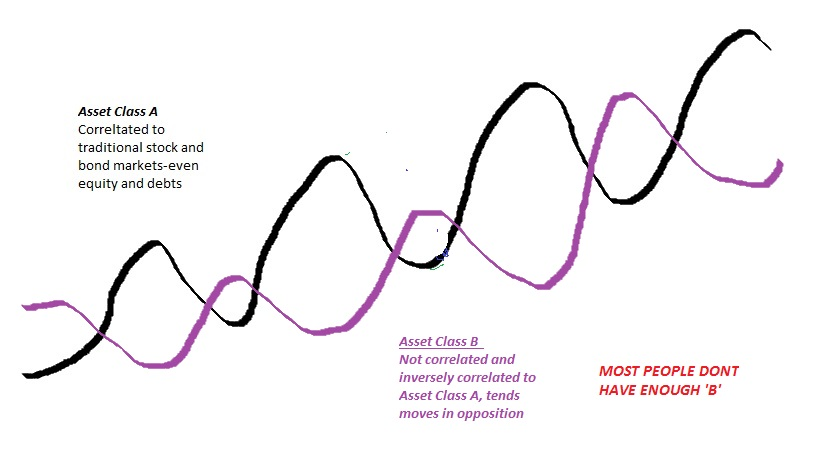 Asset Class A
Correltated to
traditional stock and
bond markets-even
equity and debts
Asset Class B
Not correlated and
inversely correlated to
Asset Class A, tends
moves in opposition
MOST PEOPLE DONT
HAVE ENOUGH 'B'